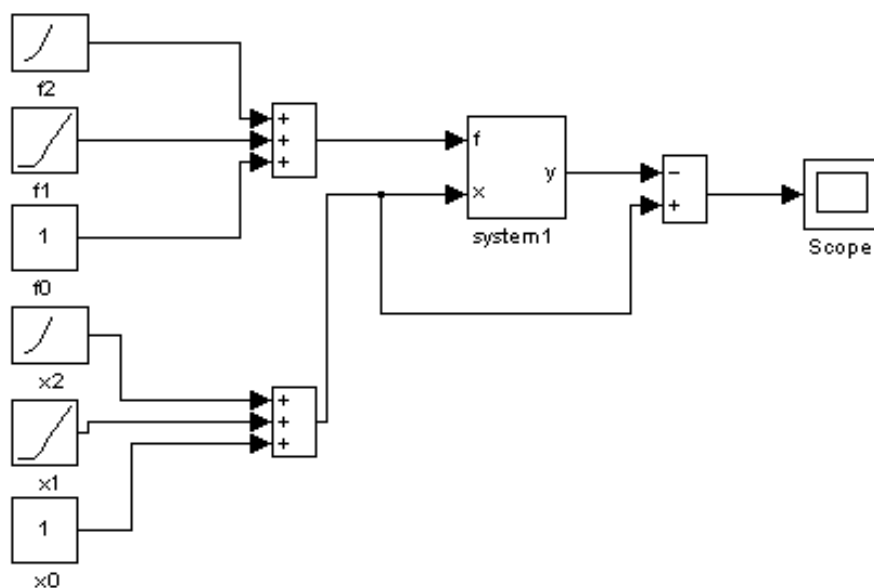 f2
+
+
+
f1
1
f0
f
x
y
system1
-
+
Scope
x2
+
+
+
x1
1
x0